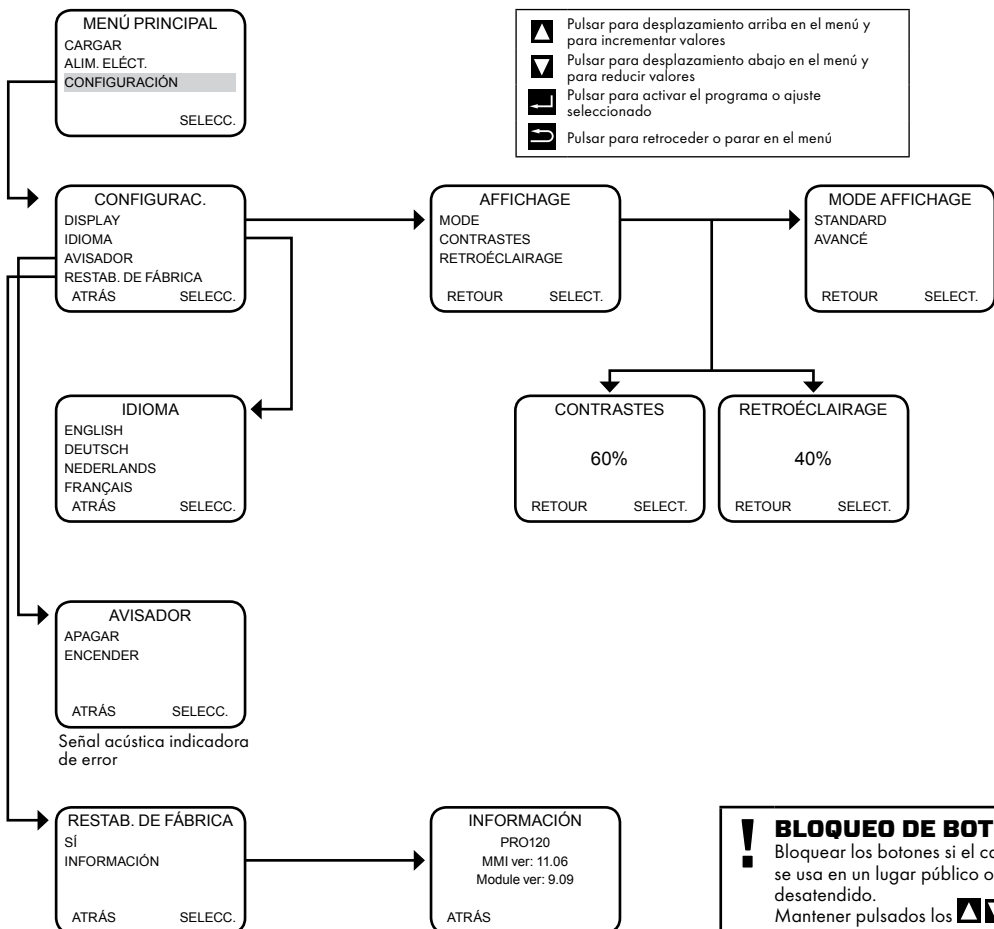 MENÚ PRINCIPAL
CARGAR
ALIM. ELÉCT.
CONFIGURACIÓN
SELECC.
Pulsar para desplazamiento arriba en el menú y
para incrementar valores
Pulsar para desplazamiento abajo en el menú y
para reducir valores
Pulsar para activar el programa o ajuste
seleccionado
Pulsar para retroceder o parar en el menú
CONFIGURAC.
DISPLAY
IDIOMA
AVISADOR
RESTAB. DE FÁBRICA
ATRÁS SELECC.
AFFICHAGE
MODE
CONTRASTES
RETROÉCLAIRAGE
RETOUR SELECT.
MODE AFFICHAGE
STANDARD
AVANCÉ
RETOUR SELECT.
IDIOMA
ENGLISH
DEUTSCH
NEDERLANDS
FRANÇAIS
ATRÁS SELECC.
CONTRASTES
60%
RETOUR SELECT.
RETROÉCLAIRAGE
40%
RETOUR SELECT.
AVISADOR
APAGAR
ENCENDER
ATRÁS SELECC.
Señal acústica indicadora
de error
RESTAB. DE FÁBRICA
SÍ
INFORMACIÓN
ATRÁS SELECC.
INFORMACIÓN
PRO120
MMI ver: 11.06
Module ver: 9.09
ATRÁS
! BLOQUEO DE BOT
Bloquear los botones si el ca
se usa en un lugar público o
desatendido.
Mantener pulsados los